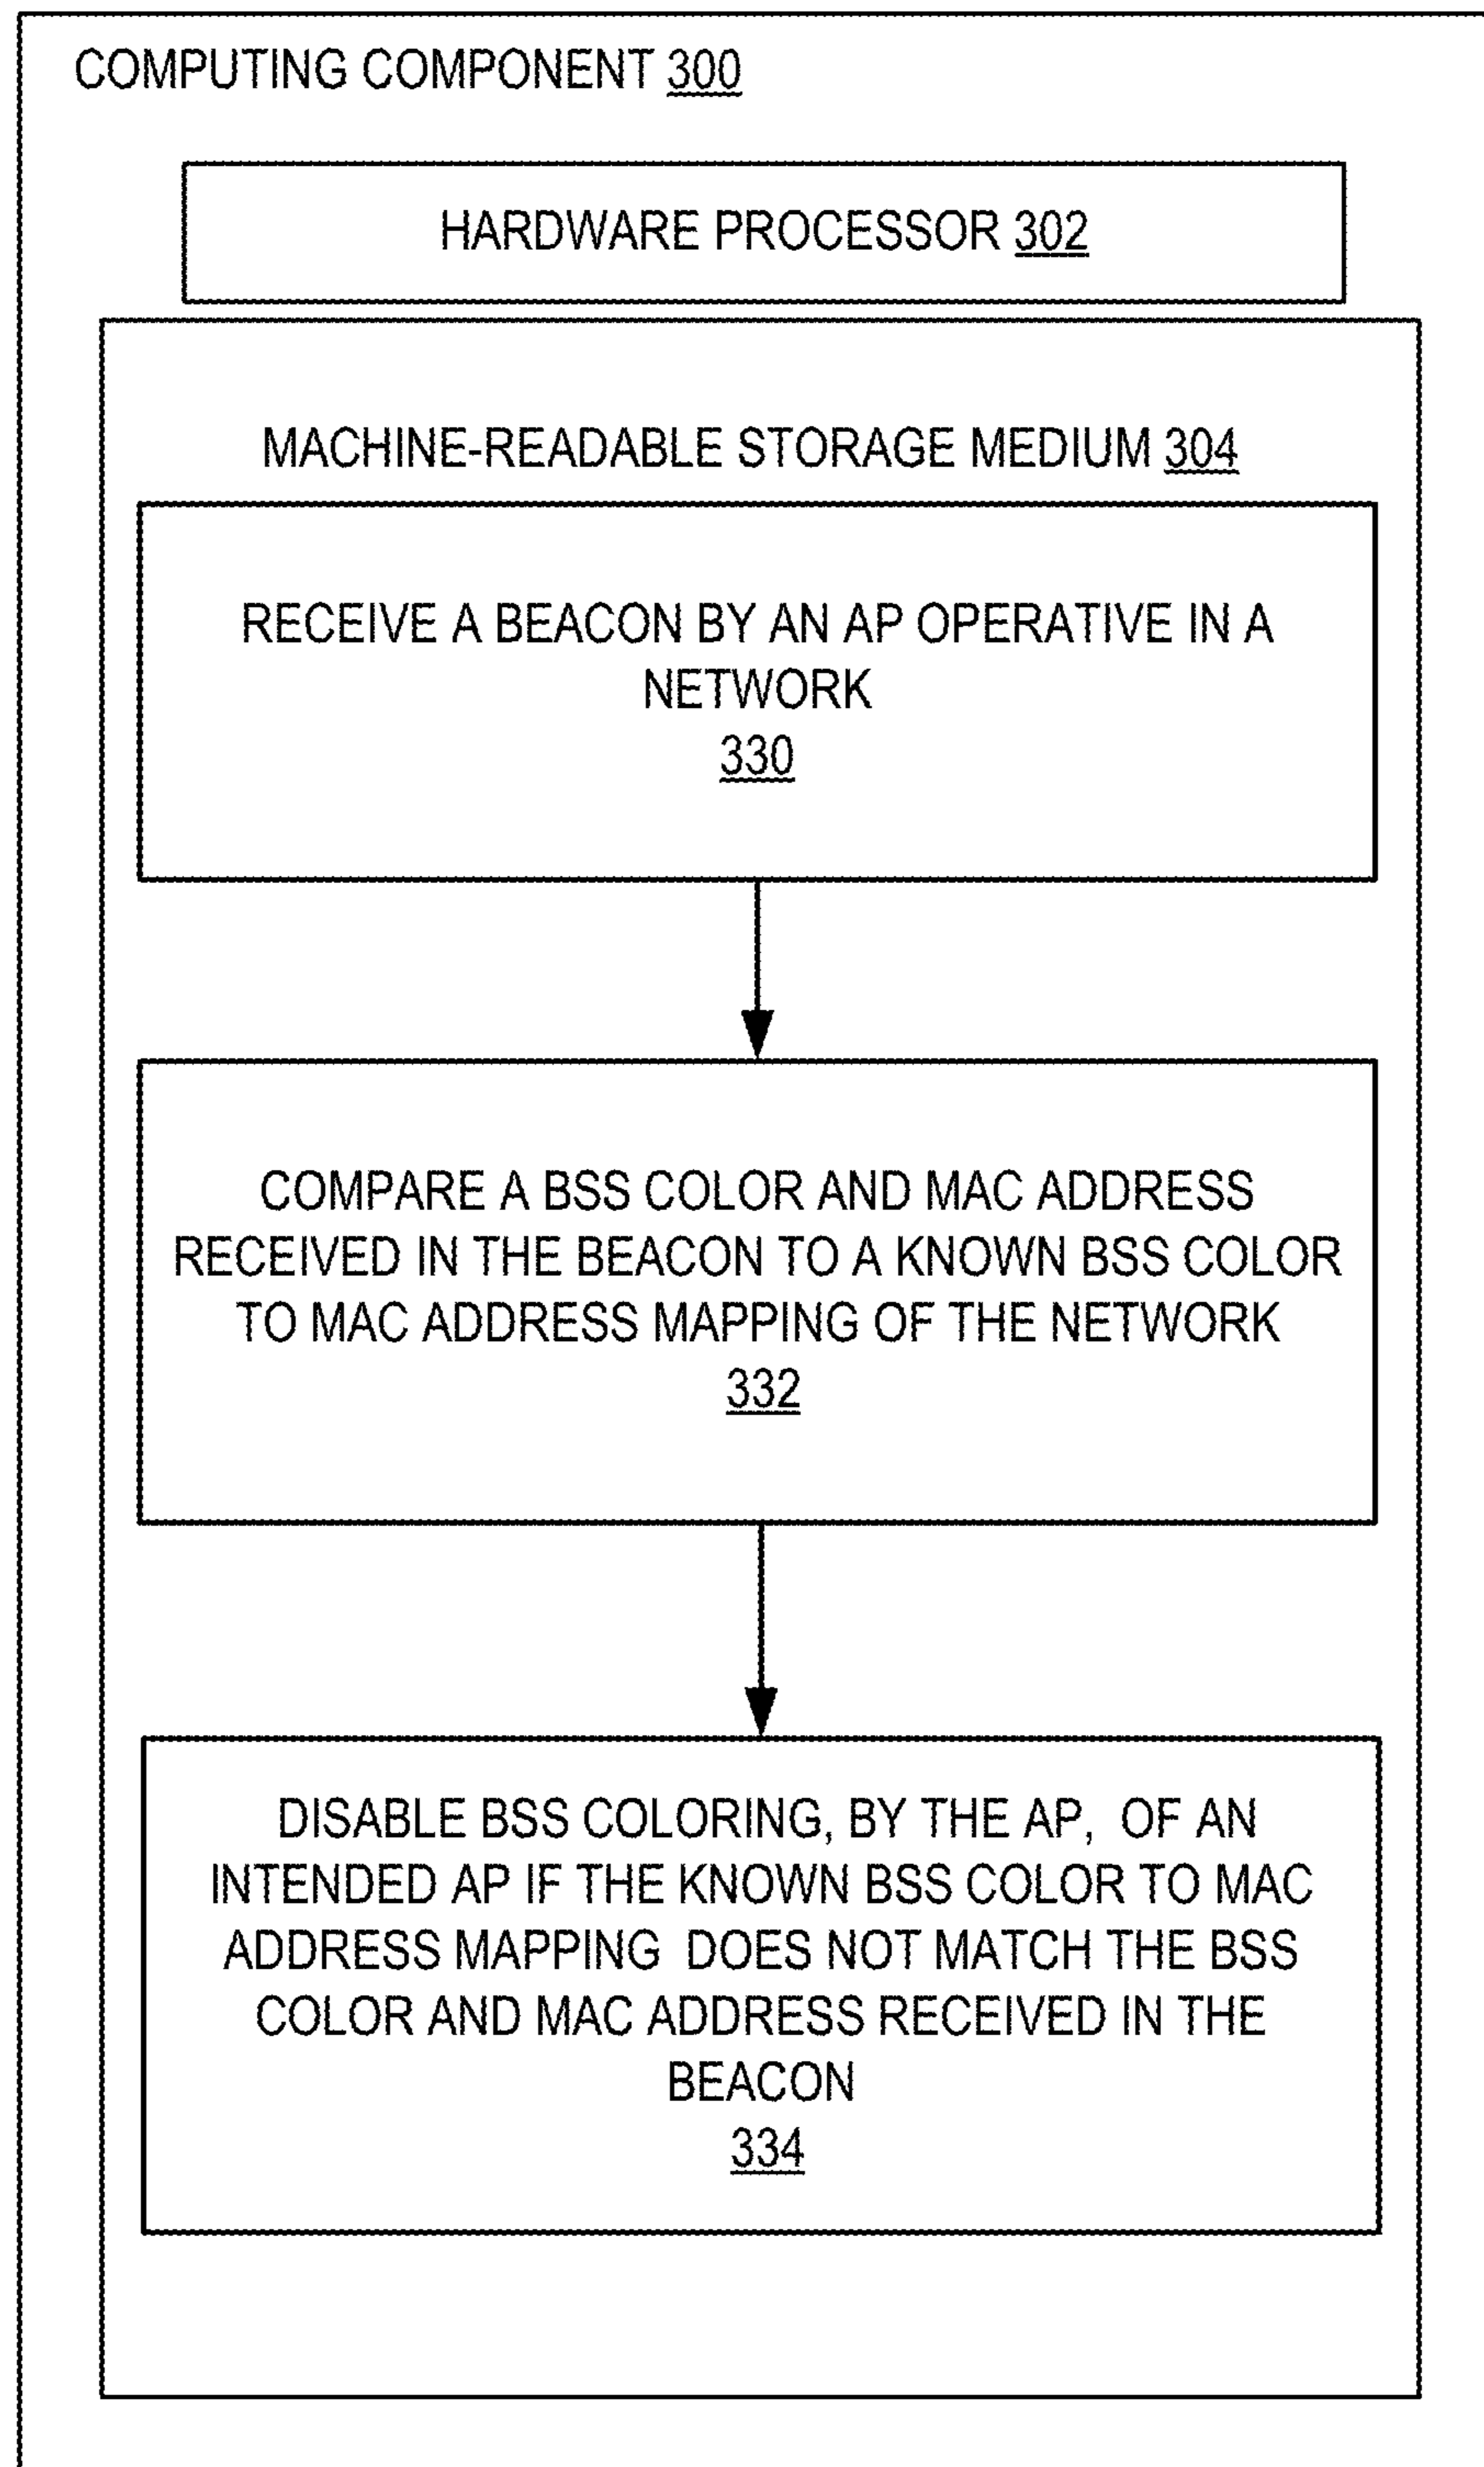 COMPUTING COMPONENT 300
HARDWARE PROCESSOR 302
MACHINE-READABLE STORAGE MEDIUM 304
RECEIVE A BEACON BY AN AP OPERATIVE IN A
NETWORK
330
COMPARE A BSS COLOR AND MAC ADDRESS
RECEIVED IN THE BEACON TO A KNOWN BSS COLOR
TO MAC ADDRESS MAPPING OF THE NETWORK
332
DISABLE BSS COLORING, BY THE AP, OF AN
INTENDED AP IF THE KNOWN BSS COLOR TO MAC
ADDRESS MAPPING DOES NOT MATCH THE BSS
COLOR AND MAC ADDRESS RECEIVED IN THE
BEACON
334